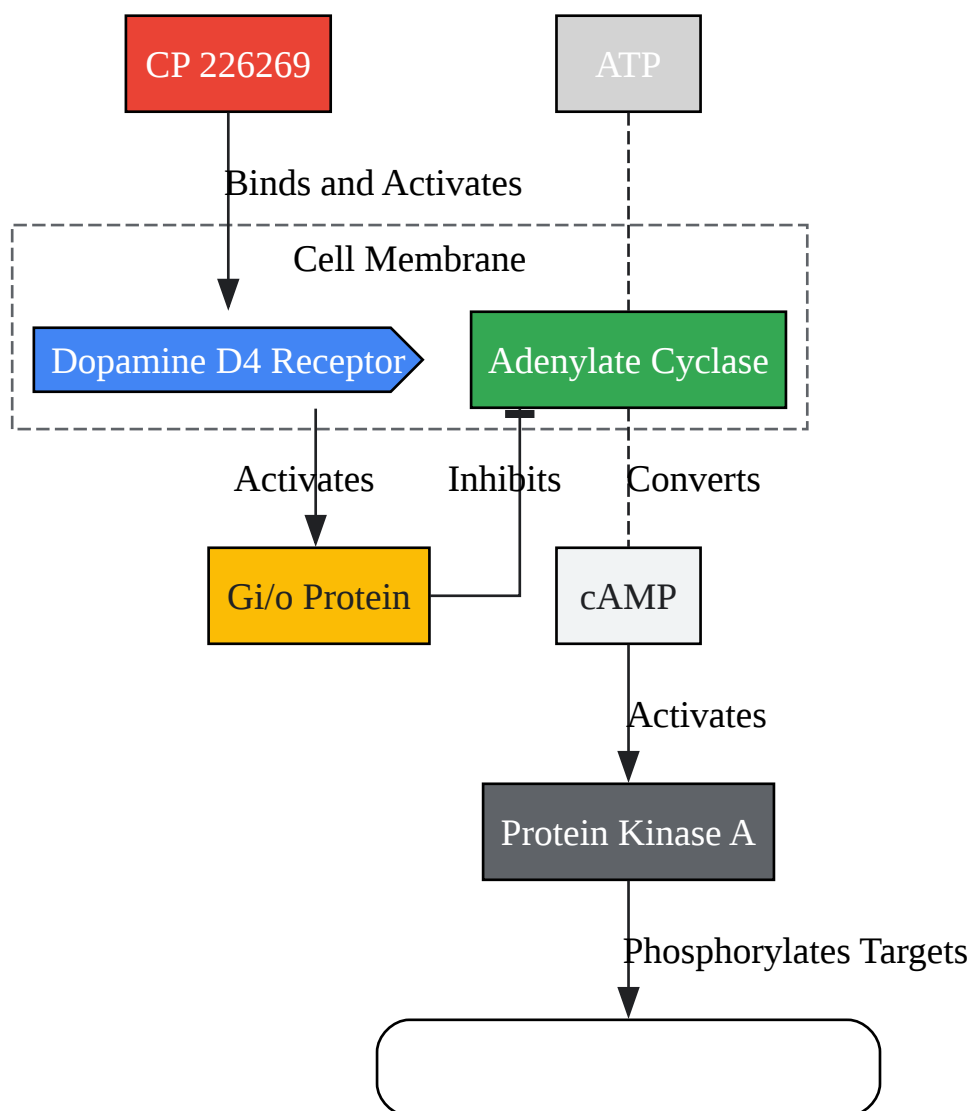 CP 226269
ATP
Binds and Activates
Cell Membrane
Dopamine D4 Receptor
Adenylate Cyclase
Activates
Inhibits
Converts
Gi/o Protein
cAMP
Activates
Protein Kinase A
Phosphorylates Targets